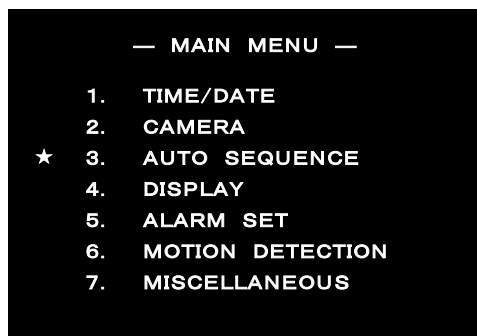 — MAIN MENU —
1. TIME/DATE
2. CAMERA
★ 3. AUTO SEQUENCE
4. DISPLAY
5. ALARM SET
6. MOTION DETECTION
7. MISCELLANEOUS